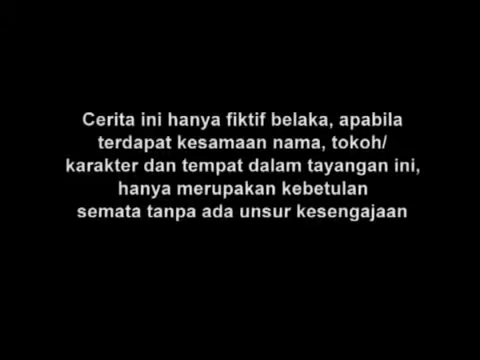 Cerita ini hanya fiktif belaka, apabila
terdapat kesamaan nama, tokoh/
karakter dan tempat dalam tayangan ini,
hanya merupakan kebetulan
semata tanpa ada unsur kesengajaan